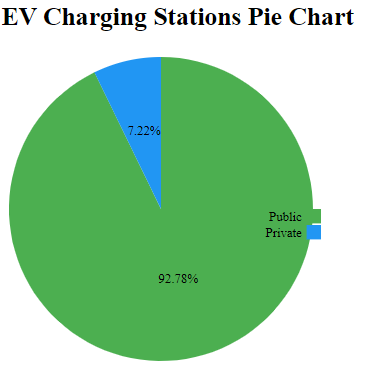 EV Charging Stations Pie Chart
7.22%
Public
Private
92.78%